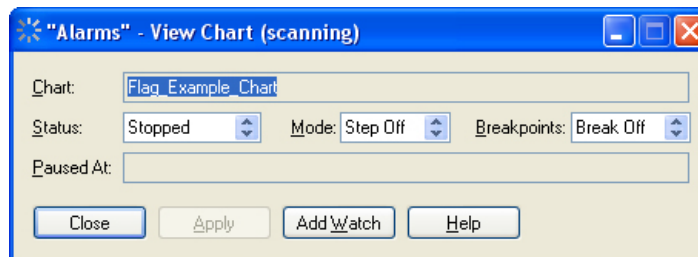 "Alarms" - View Chart (scanning)
Chart: Flag_Example_Chart
Status: Stopped Mode: Step Off Breakpoints: Break Off
Paused At:
Close Apply Add Watch Help